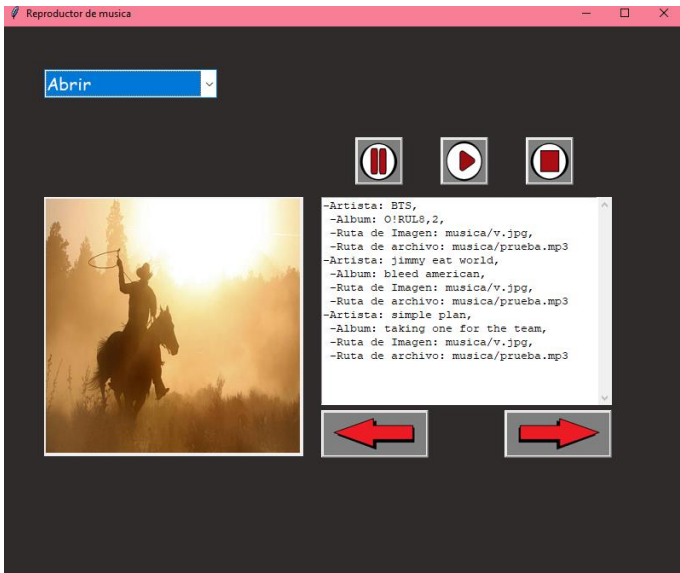 Reproductor de musica
Abrir
-Artista: BTS,
-Album: O!RUL8,2,
-Ruta de Imagen: musica/v.jpg,
-Ruta de archivo: musica/prueba.mp3
-Artista: jimmy eat world,
-Album: bleed american,
-Ruta de Imagen: musica/v.jpg,
-Ruta de archivo: musica/prueba.mp3
-Artista: simple plan,
-Album: taking one for the team,
-Ruta de Imagen: musica/v.jpg,
-Ruta de archivo: musica/prueba.mp3